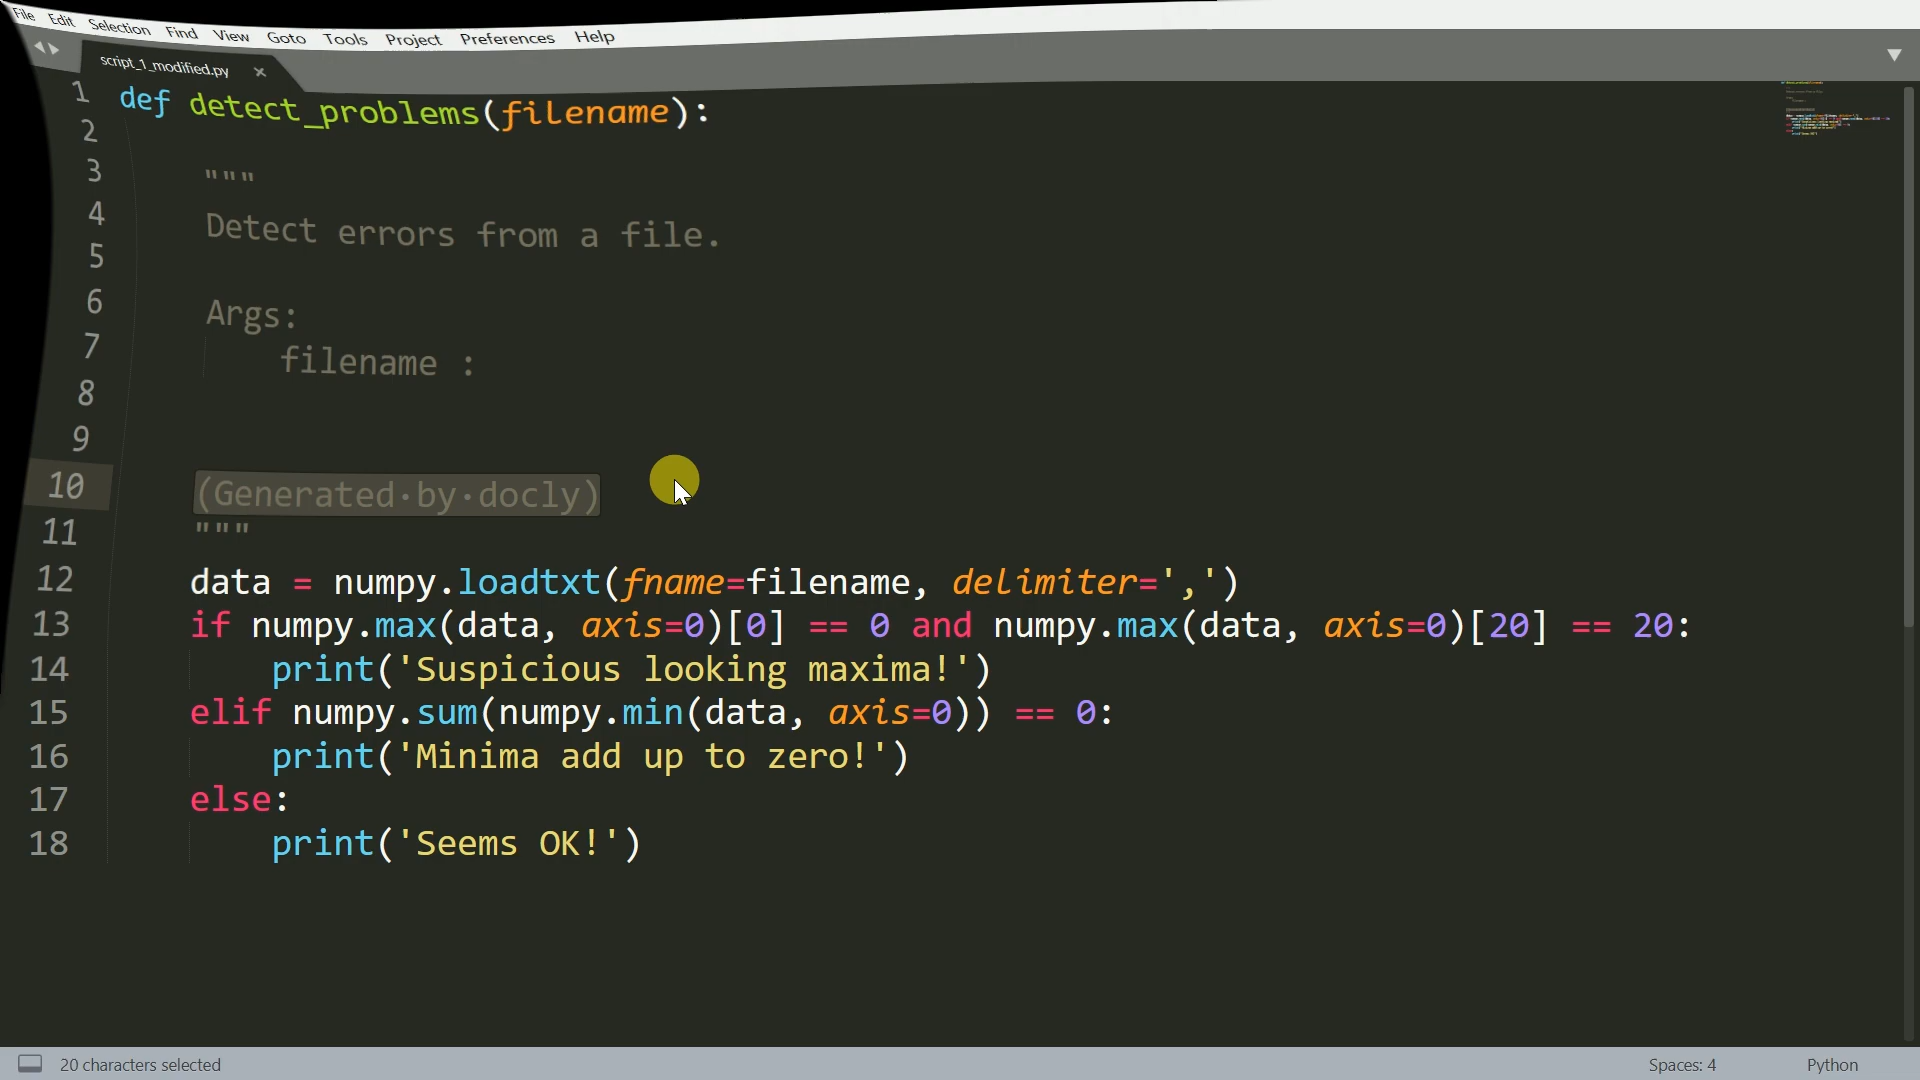 File Edit Selection Find View Goto Tools Project Preferences Help
script_1_modified.py ×
1 def detect_problems(filename):
2
3 """
4 Detect errors from a file.
5
6 Args:
7 filename :
8
9
10 (Generated·by·docly)
11 """
12 data = numpy.loadtxt(fname=filename, delimiter=',')
13 if numpy.max(data, axis=0)[0] == 0 and numpy.max(data, axis=0)[20] == 20:
14 print('Suspicious looking maxima!')
15 elif numpy.sum(numpy.min(data, axis=0)) == 0:
16 print('Minima add up to zero!')
17 else:
18 print('Seems OK!')
20 characters selected Spaces: 4 Python